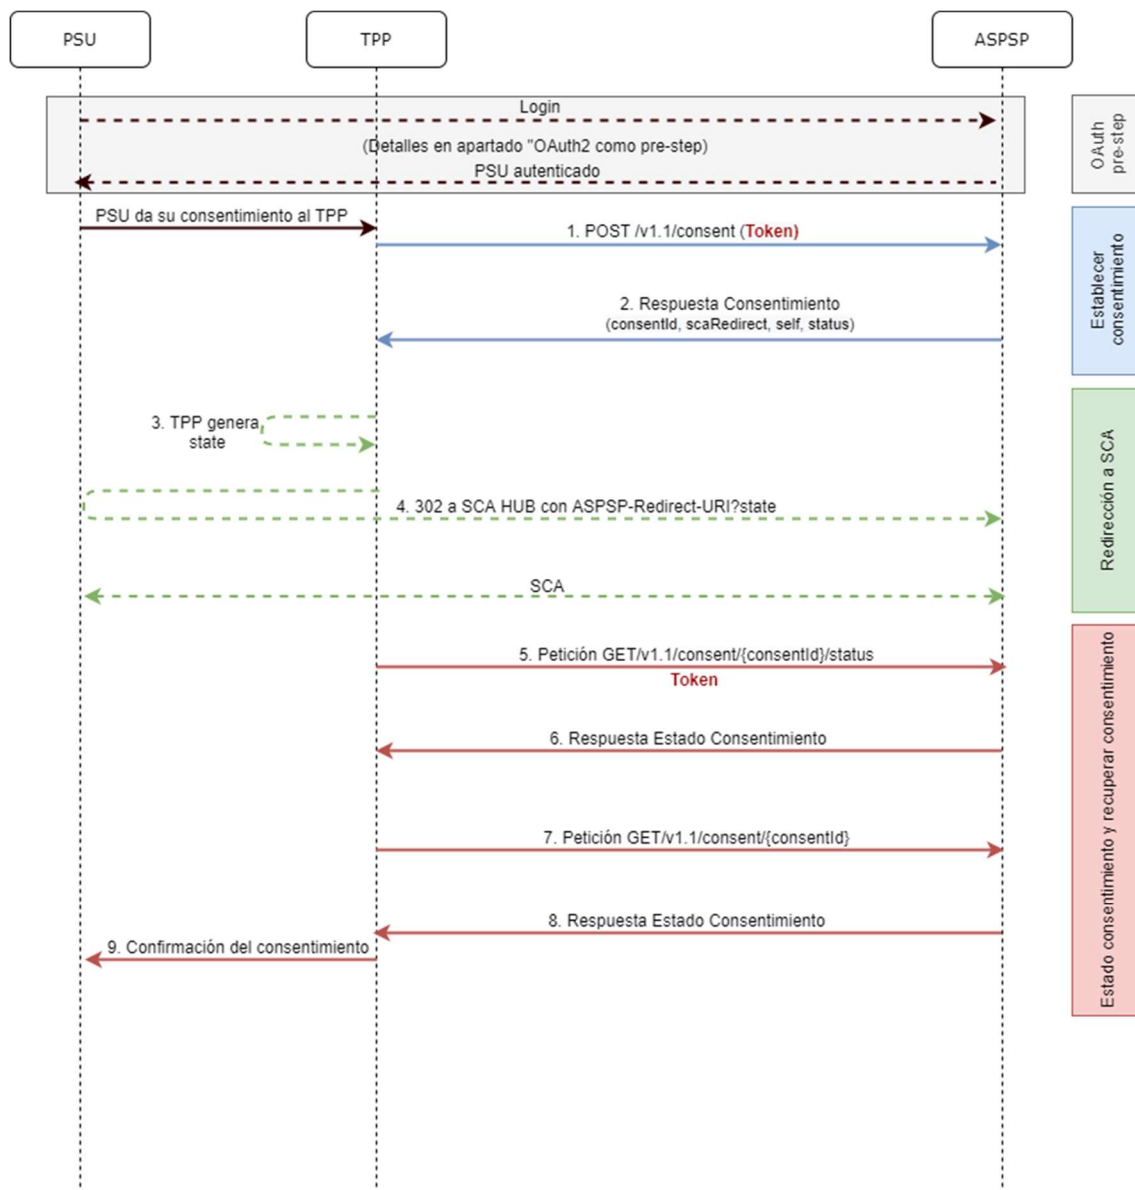 PSU
TPP
ASPSP
Login
(Detalles en apartado "OAuth2 como pre-step)
PSU autenticado
OAuth
pre-step
PSU da su consentimiento al TPP
1. POST /v1.1/consent (Token)
2. Respuesta Consentimiento
(consentId, scaRedirect, self, status)
Establecer
consentimiento
3. TPP genera
state
4. 302 a SCA HUB con ASPSP-Redirect-URI?state
SCA
Redirección a SCA
5. Petición GET/v1.1/consent/{consentId}/status
Token
6. Respuesta Estado Consentimiento
7. Petición GET/v1.1/consent/{consentId}
8. Respuesta Estado Consentimiento
9. Confirmación del consentimiento
Estado consentimiento y recuperar consentimiento